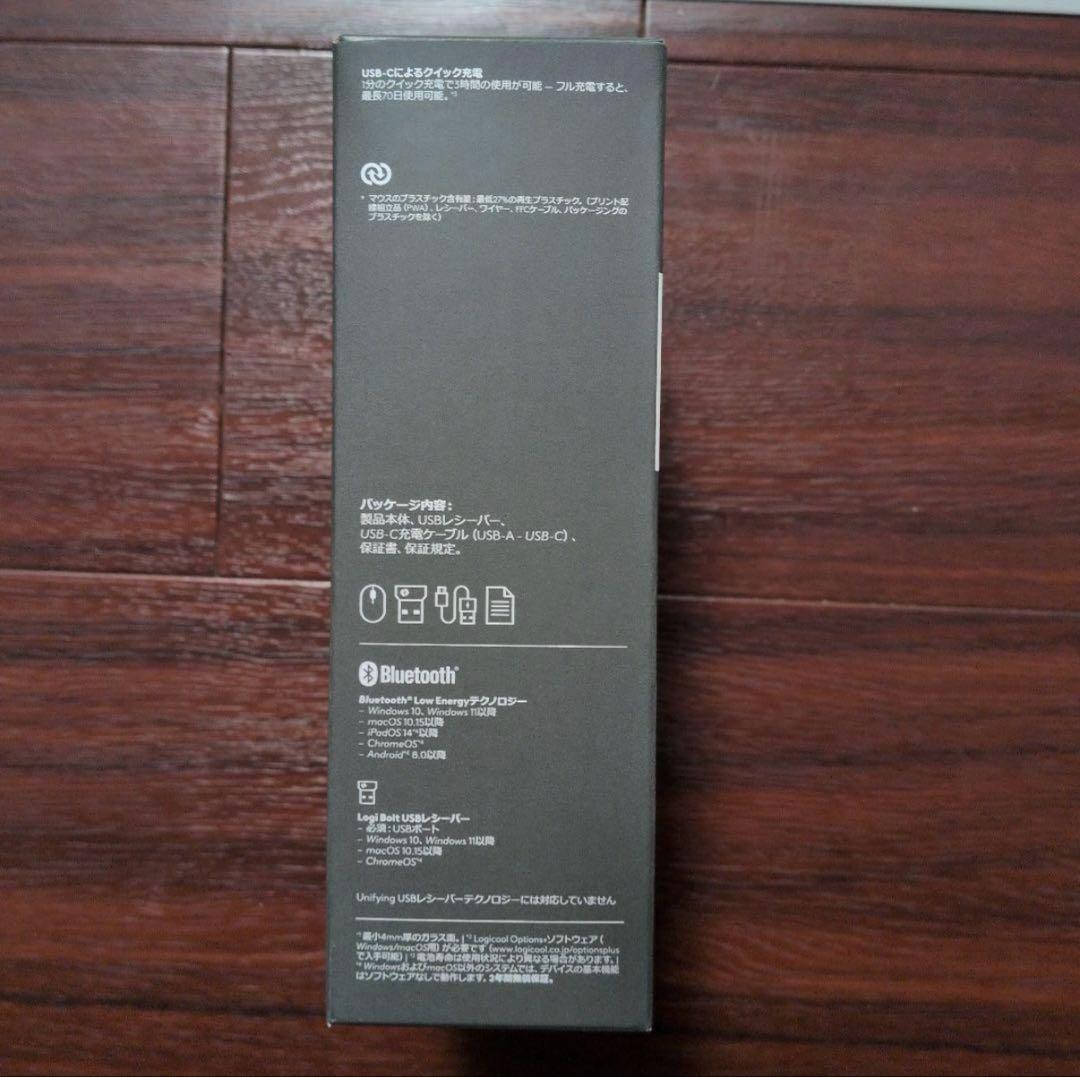 USB-Cによるクイック充電
1分のクイック充電で3時間の使用が可能 – フル充電すると、
最長70日使用可能。*3
* マウスのプラスチック含有量：最低27%の再生プラスチック。（プリント配
線組立品（PWA）、レシーバー、ワイヤー、FFCケーブル、パッケージングの
プラスチックを除く）
パッケージ内容：
製品本体、USBレシーバー、
USB-C充電ケーブル（USB-A - USB-C）、
保証書、保証規定。
Bluetooth®
Bluetooth® Low Energyテクノロジー
– Windows 10、Windows 11以降
– macOS 10.15以降
– iPadOS 14*4以降
– ChromeOS*4
– Android*4 8.0以降
Logi Bolt USBレシーバー
– 必須：USBポート
– Windows 10、Windows 11以降
– macOS 10.15以降
– ChromeOS*4
Unifying USBレシーバーテクノロジーには対応していません
*1 最小4mm厚のガラス面。| *2 Logicool Options+ソフトウェア（
Windows/macOS用）が必要です（www.logicool.co.jp/optionsplus
で入手可能）| *3 電池寿命は使用状況により異なる場合があります。|
*4 WindowsおよびmacOS以外のシステムでは、デバイスの基本機能
はソフトウェアなしで動作します。2年間無償保証。